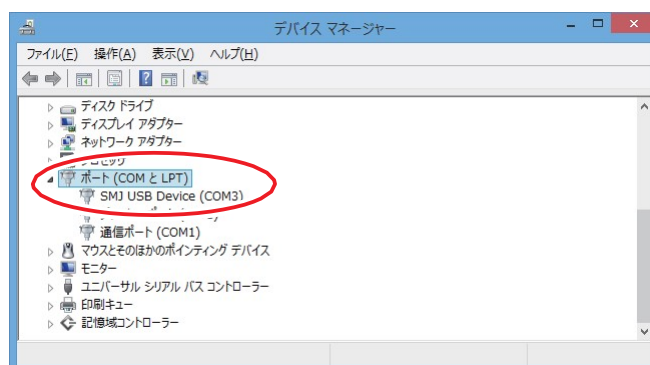 デバイス マネージャー
ファイル(F) 操作(A) 表示(V) ヘルプ(H)
ディスク ドライブ
ディスプレイ アダプター
ネットワーク アダプター
プロセッサ
ポート (COM と LPT)
SMJ USB Device (COM3)
通信ポート (COM1)
マウスとそのほかのポインティング デバイス
モニター
ユニバーサル シリアル バス コントローラー
印刷キュー
記憶域コントローラー